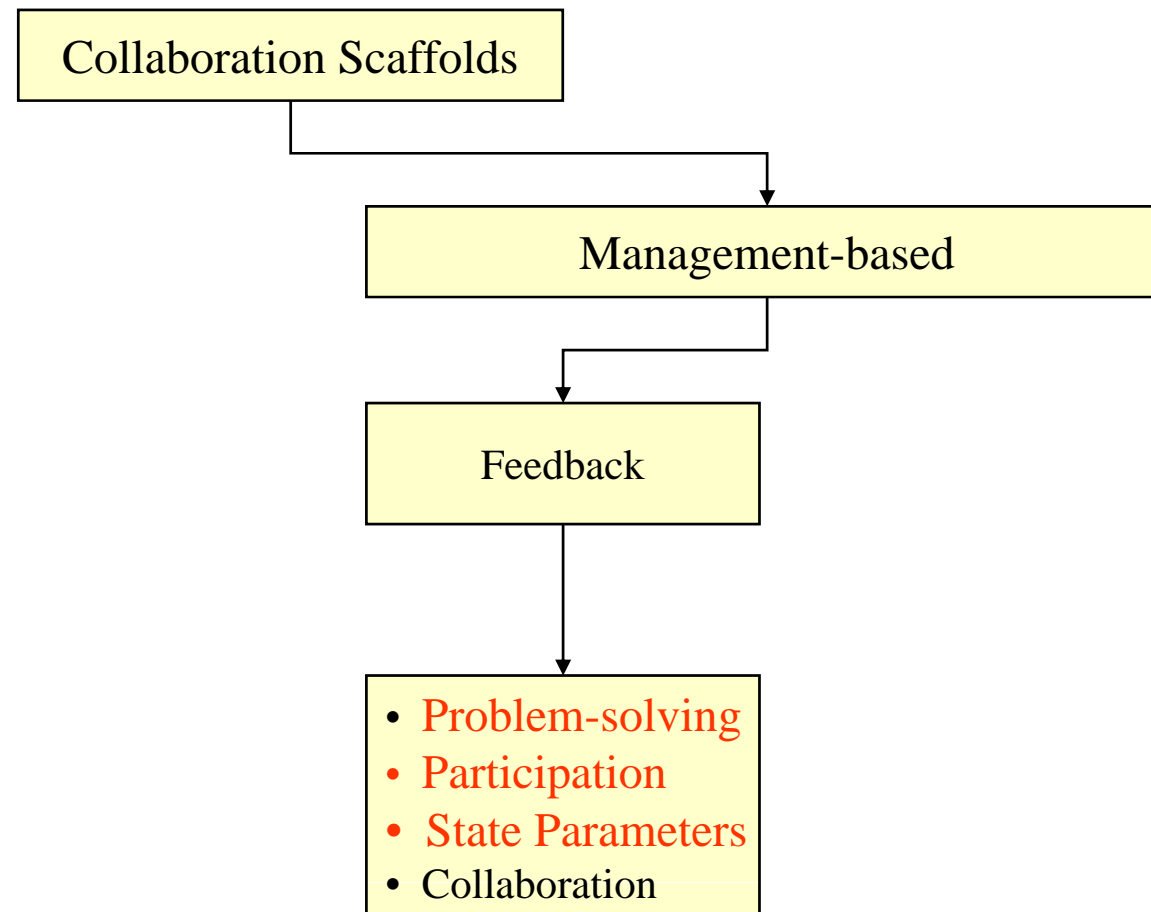 Collaboration Scaffolds
Management-based
Feedback
• Problem-solving
• Participation
• State Parameters
• Collaboration